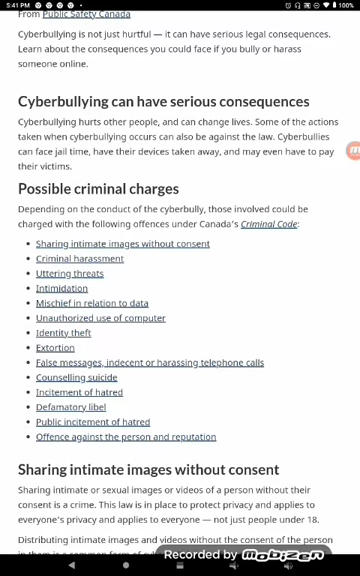 5:41 PM
100%
From Public Safety Canada
Cyberbullying is not just hurtful — it can have serious legal consequences.
Learn about the consequences you could face if you bully or harass
someone online.
Cyberbullying can have serious consequences
Cyberbullying hurts other people, and can change lives. Some of the actions
taken when cyberbullying occurs can also be against the law. Cyberbullies
can face jail time, have their devices taken away, and may even have to pay
their victims.
Possible criminal charges
Depending on the conduct of the cyberbully, those involved could be
charged with the following offences under Canada's Criminal Code:
• Sharing intimate images without consent
• Criminal harassment
• Uttering threats
• Intimidation
• Mischief in relation to data
• Unauthorized use of computer
• Identity theft
• Extortion
• False messages, indecent or harassing telephone calls
• Counselling suicide
• Incitement of hatred
• Defamatory libel
• Public incitement of hatred
• Offence against the person and reputation
Sharing intimate images without consent
Sharing intimate or sexual images or videos of a person without their
consent is a crime. This law is in place to protect privacy and applies to
everyone's privacy and applies to everyone — not just people under 18.
Distributing intimate images and videos without the consent of the person
in them is a common form of
Recorded by Mobizen